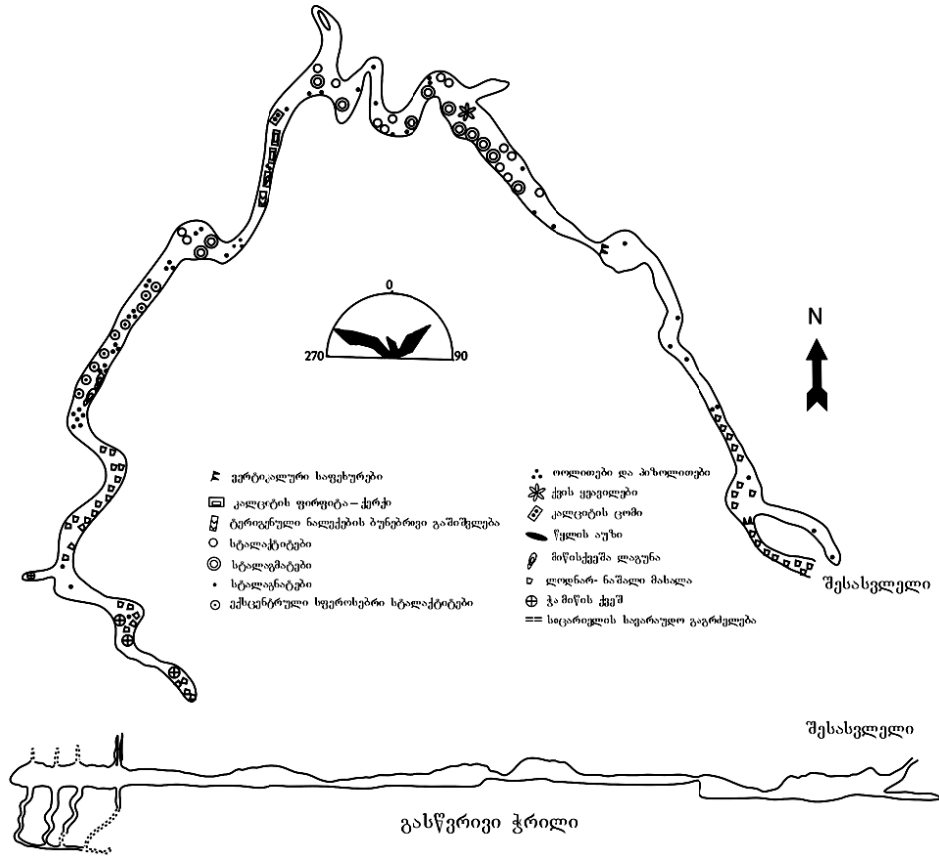 0
270
90
N
ვერტიკალური საფეხურები
კალციტის ფირფიტა – ქერქი
ტერიგენული ნალექების ბუნებრივი გაშიშვლება
სტალაქტიტები
სტალაგმატები
სტალაგნატები
ექსცენტრული სფეროსებრი სტალაქტიტები
ოოლითები და პიზოლითები
ქვის ყვავილები
კალციტის ცომი
წყლის აუზი
მიწისქვეშა ლაგუნა
ლოდნარ- ნაშალი მასალა
ჭა მიწის ქვეშ
სიცარიელის სავარაუდო გაგრძელება
შესასვლელი
შესასვლელი
გასწვრივი ჭრილი